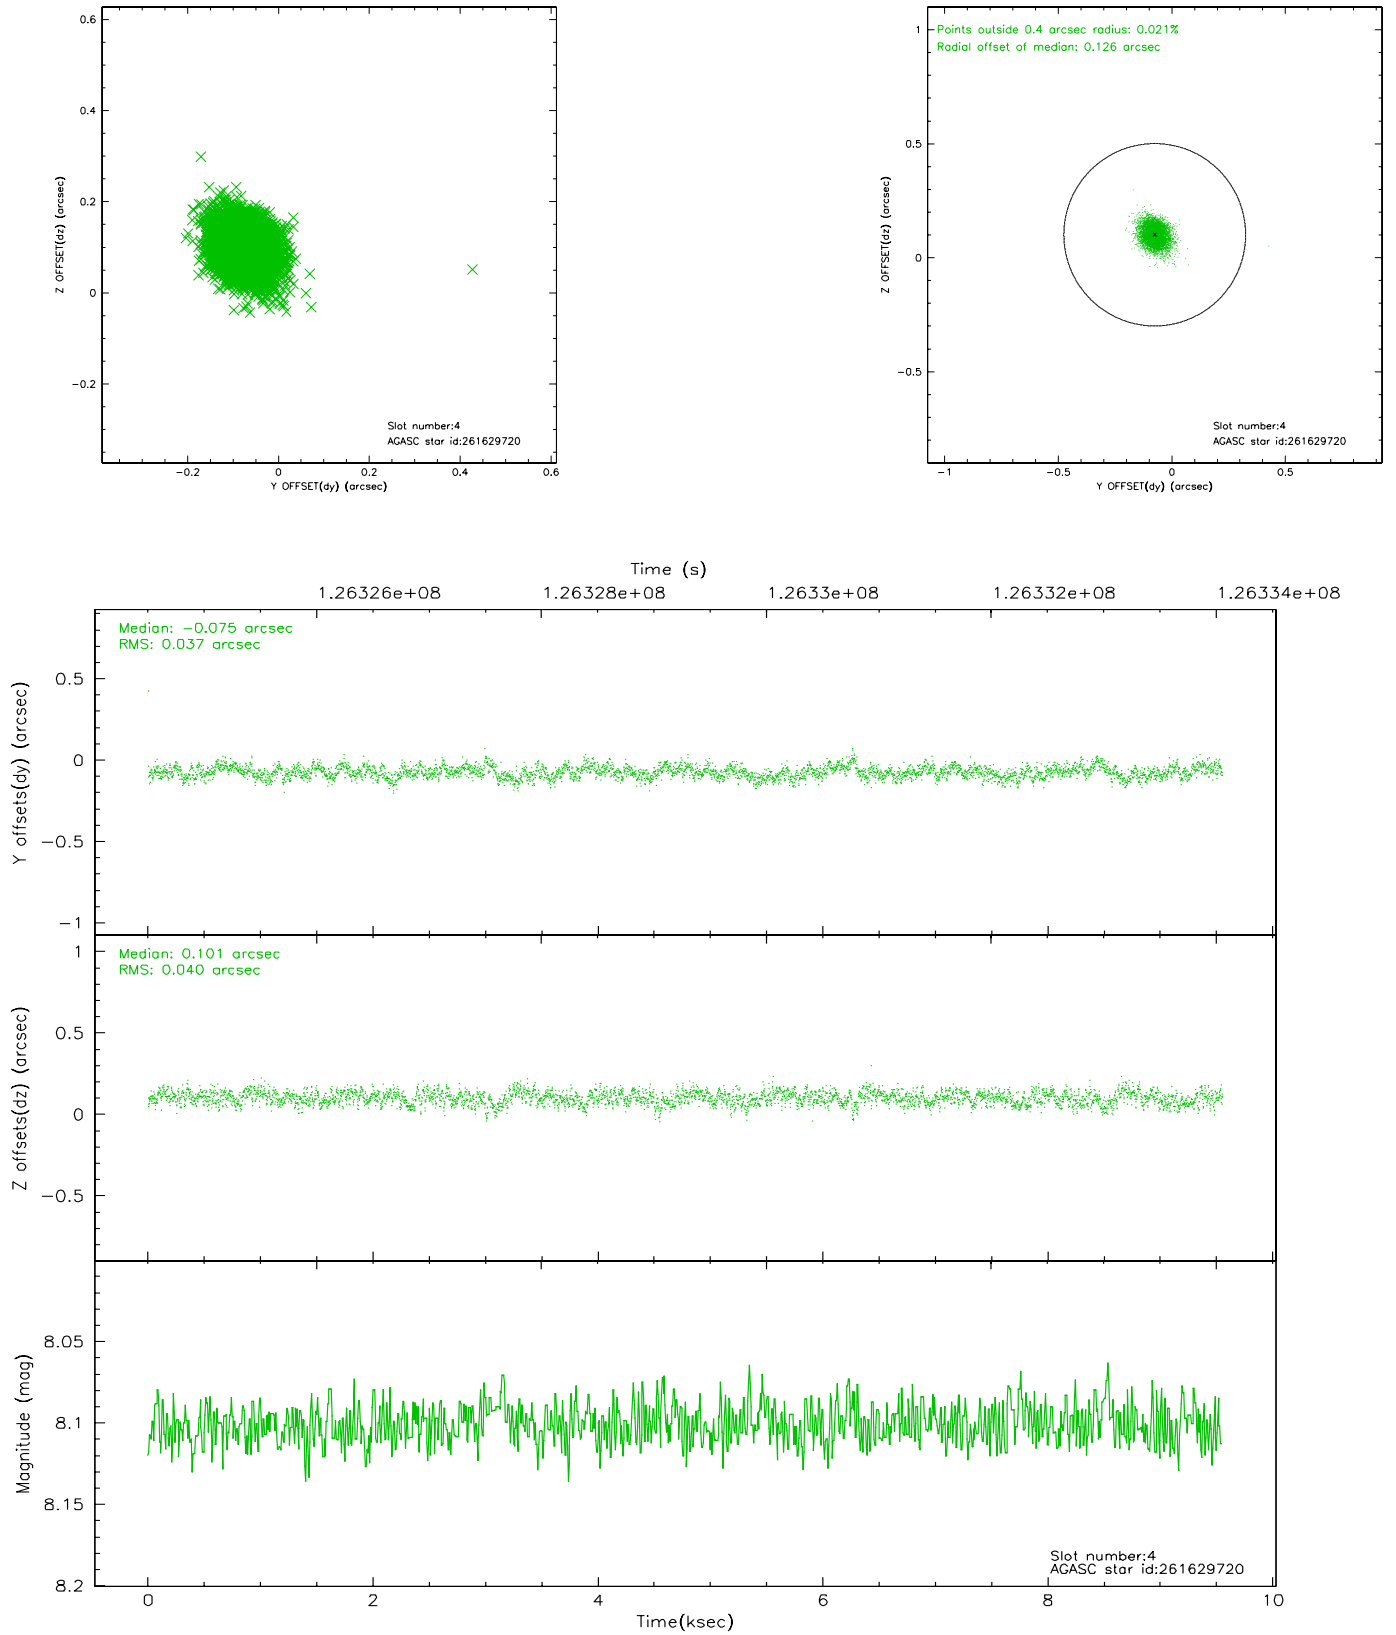 0.6
0.4
0.2
0
−0.2
Z OFFSET(dz) (arcsec)
Slot number:4
AGASC star id:261629720
−0.2 0 0.2 0.4 0.6
Y OFFSET(dy) (arcsec)
Points outside 0.4 arcsec radius: 0.021%
Radial offset of median: 0.126 arcsec
1
0.5
0
−0.5
Z OFFSET(dz) (arcsec)
Slot number:4
AGASC star id:261629720
−1 −0.5 0 0.5
Y OFFSET(dy) (arcsec)
Time (s)
1.26326e+08 1.26328e+08 1.2633e+08 1.26332e+08 1.26334e+08
Median: −0.075 arcsec
RMS: 0.037 arcsec
0.5
0
−0.5
−1
Y offsets(dy) (arcsec)
Median: 0.101 arcsec
RMS: 0.040 arcsec
1
0.5
0
−0.5
Z offsets(dz) (arcsec)
8.05
8.1
8.15
8.2
Magnitude (mag)
Slot number:4
AGASC star id:261629720
0 2 4 6 8 10
Time(ksec)